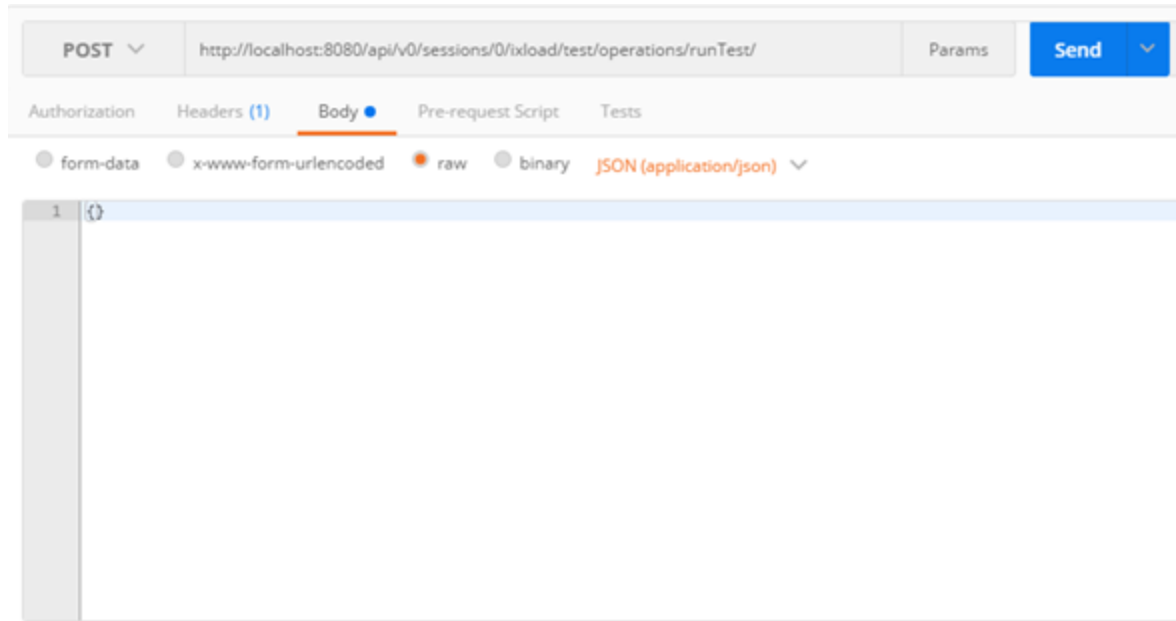 POST http://localhost:8080/api/v0/sessions/0/ixload/test/operations/runTest/ Params Send
Authorization Headers (1) Body Pre-request Script Tests
form-data x-www-form-urlencoded raw binary JSON (application/json)
1 {}